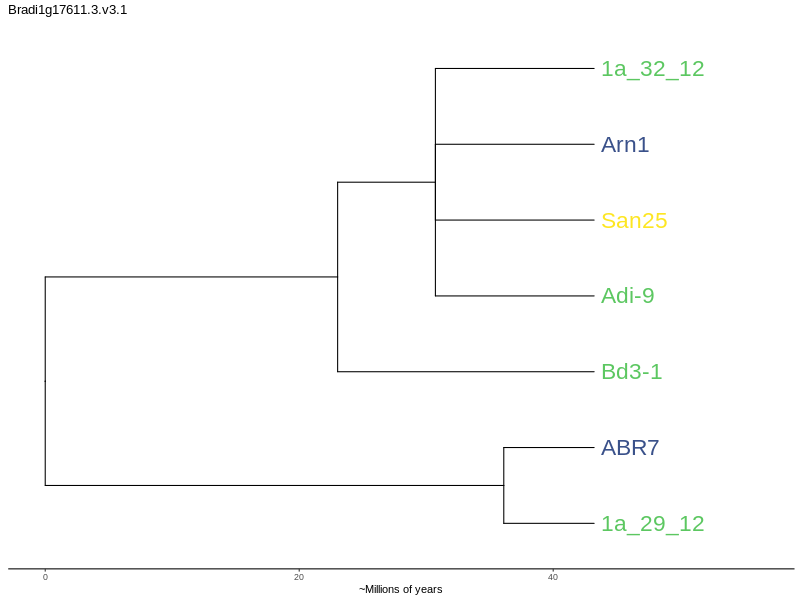 Bradi1g17611.3.v3.1
1a_32_12
Arn1
San25
Adi-9
Bd3-1
ABR7
1a_29_12
0 20 40
~Millions of years